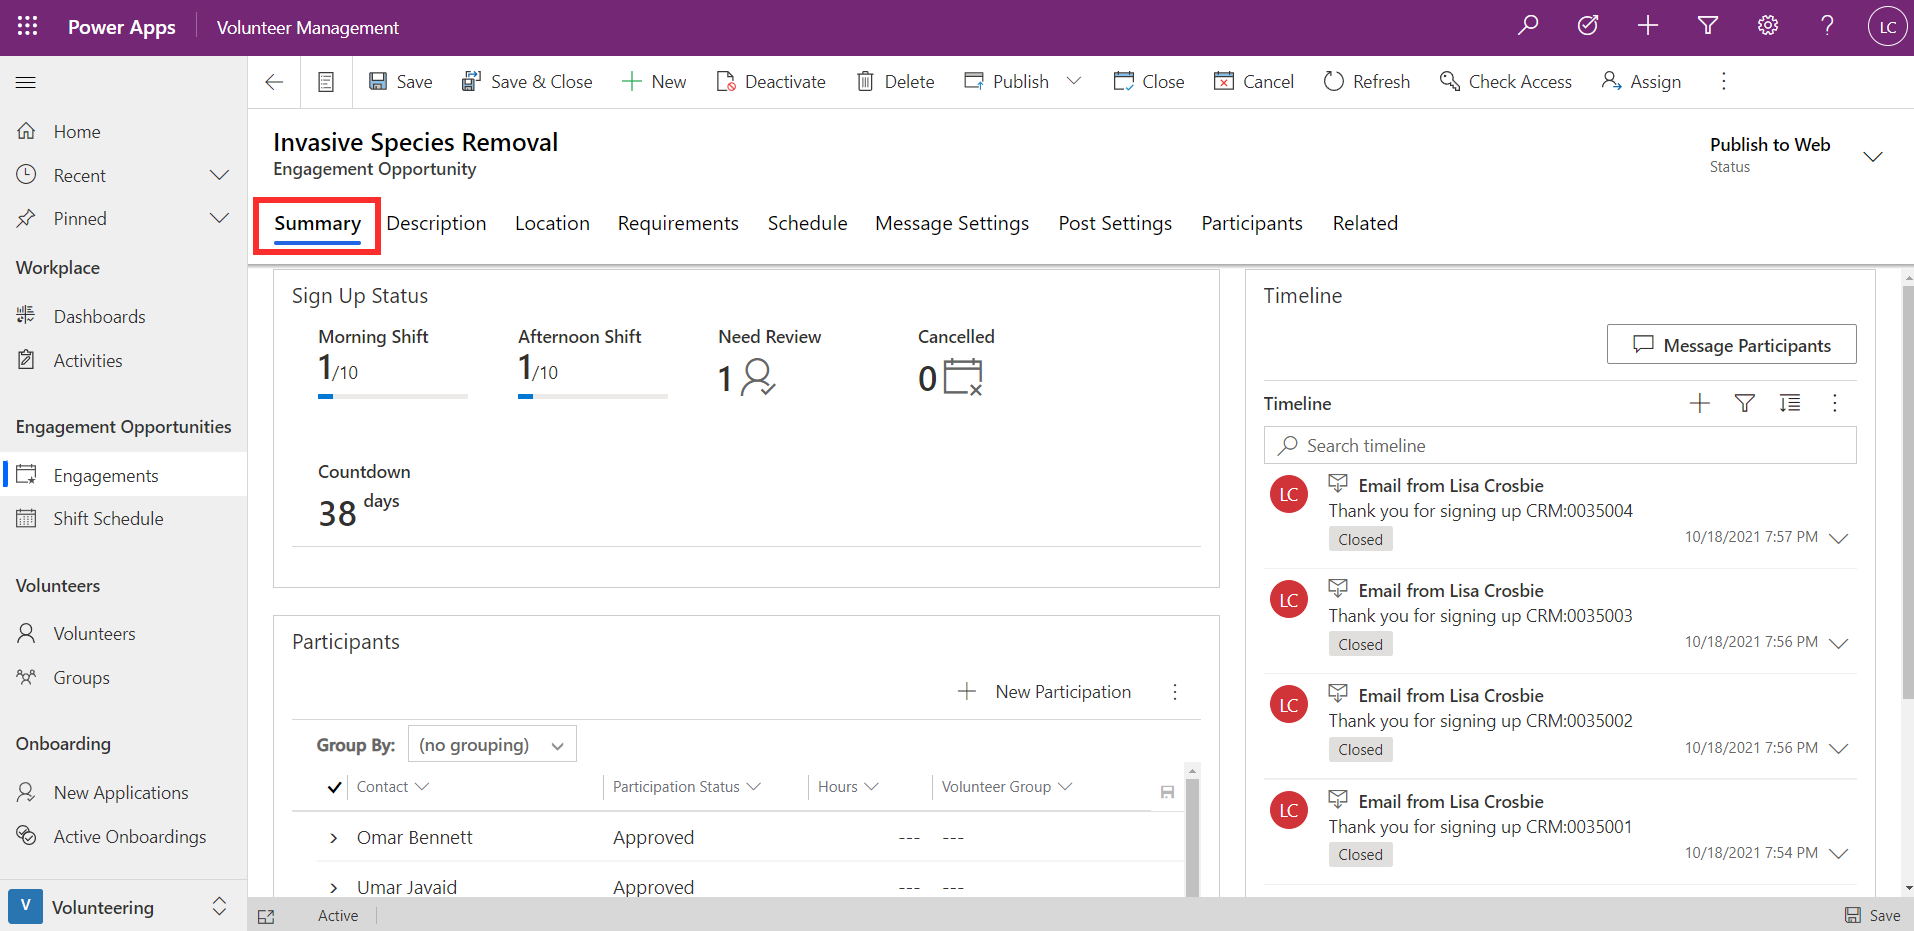 Power Apps
Volunteer Management
LC
Home
Recent
Pinned
Workplace
Dashboards
Activities
Engagement Opportunities
Engagements
Shift Schedule
Volunteers
Volunteers
Groups
Onboarding
New Applications
Active Onboardings
V Volunteering
Save
Save & Close
New
Deactivate
Delete
Publish
Close
Cancel
Refresh
Check Access
Assign
Invasive Species Removal
Engagement Opportunity
Publish to Web
Status
Summary
Description
Location
Requirements
Schedule
Message Settings
Post Settings
Participants
Related
Sign Up Status
Morning Shift
1/10
Afternoon Shift
1/10
Need Review
1
Cancelled
0
Countdown
38 days
Participants
New Participation
Group By: (no grouping)
Contact
Participation Status
Hours
Volunteer Group
Omar Bennett Approved --- ---
Umar Javaid Approved --- ---
Timeline
Message Participants
Timeline
Search timeline
LC
Email from Lisa Crosbie
Thank you for signing up CRM:0035004
Closed
10/18/2021 7:57 PM
LC
Email from Lisa Crosbie
Thank you for signing up CRM:0035003
Closed
10/18/2021 7:56 PM
LC
Email from Lisa Crosbie
Thank you for signing up CRM:0035002
Closed
10/18/2021 7:56 PM
LC
Email from Lisa Crosbie
Thank you for signing up CRM:0035001
Closed
10/18/2021 7:54 PM
Active
Save